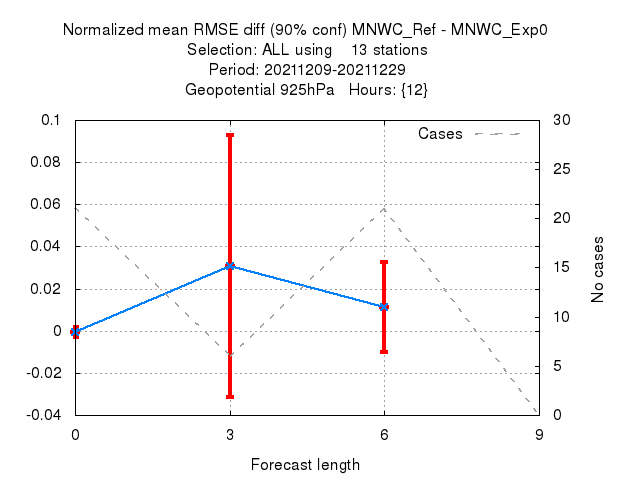 Normalized mean RMSE diff (90% conf) MNWC_Ref - MNWC_Exp0
Selection: ALL using    13 stations
Period: 20211209-20211229
Geopotential 925hPa   Hours: {12}
Cases
0.1
0.08
0.06
0.04
0.02
0
-0.02
-0.04
30
25
20
15
10
5
0
No cases
0 3 6 9
Forecast length